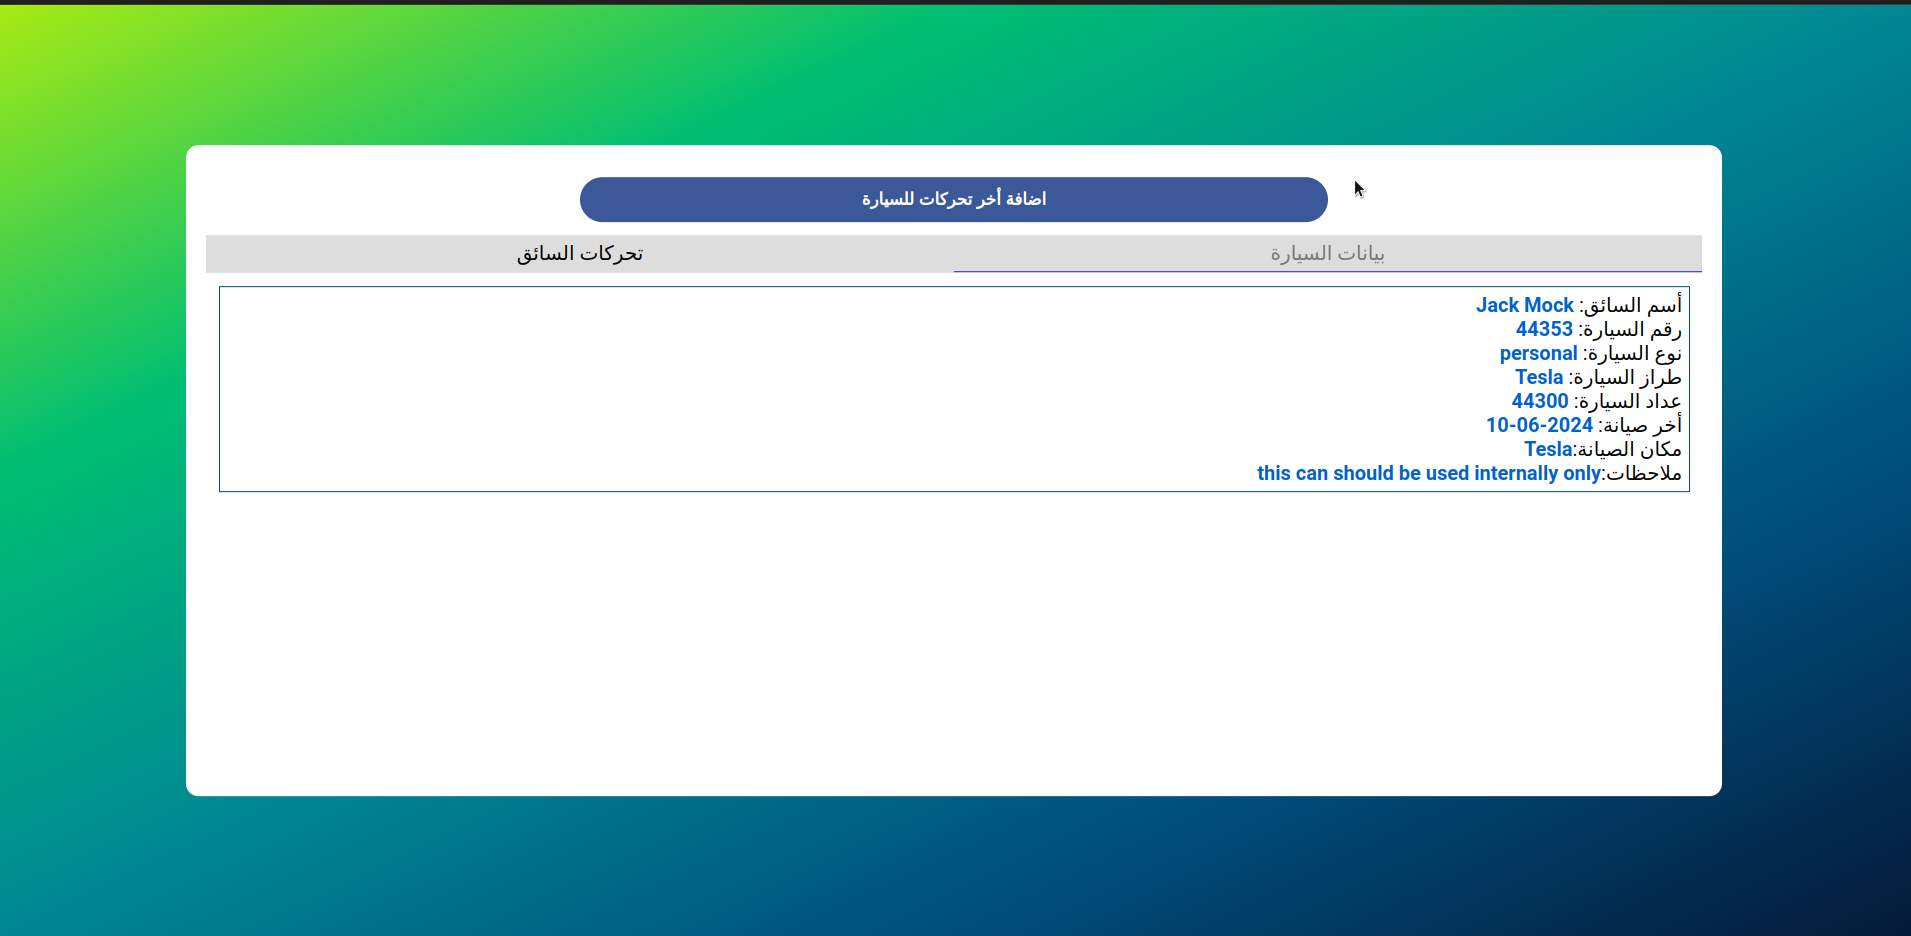 اضافة أخر تحركات للسيارة
بيانات السيارة
تحركات السائق
أسم السائق: Jack Mock
رقم السيارة: 44353
نوع السيارة: personal
طراز السيارة: Tesla
عداد السيارة: 44300
أخر صيانة: 10-06-2024
مكان الصيانة:Tesla
ملاحظات:this can should be used internally only